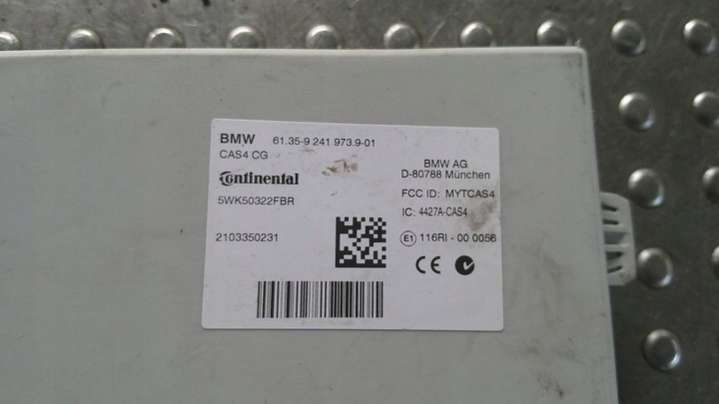 BMW 61.35-9 241 973.9-01
CAS4 CG
Continental
5WK50322FBR
2103350231
BMW AG
D-80788 München
FCC ID: MYTCAS4
IC: 4427A-CAS4
E1 116RI - 00 0056
CE